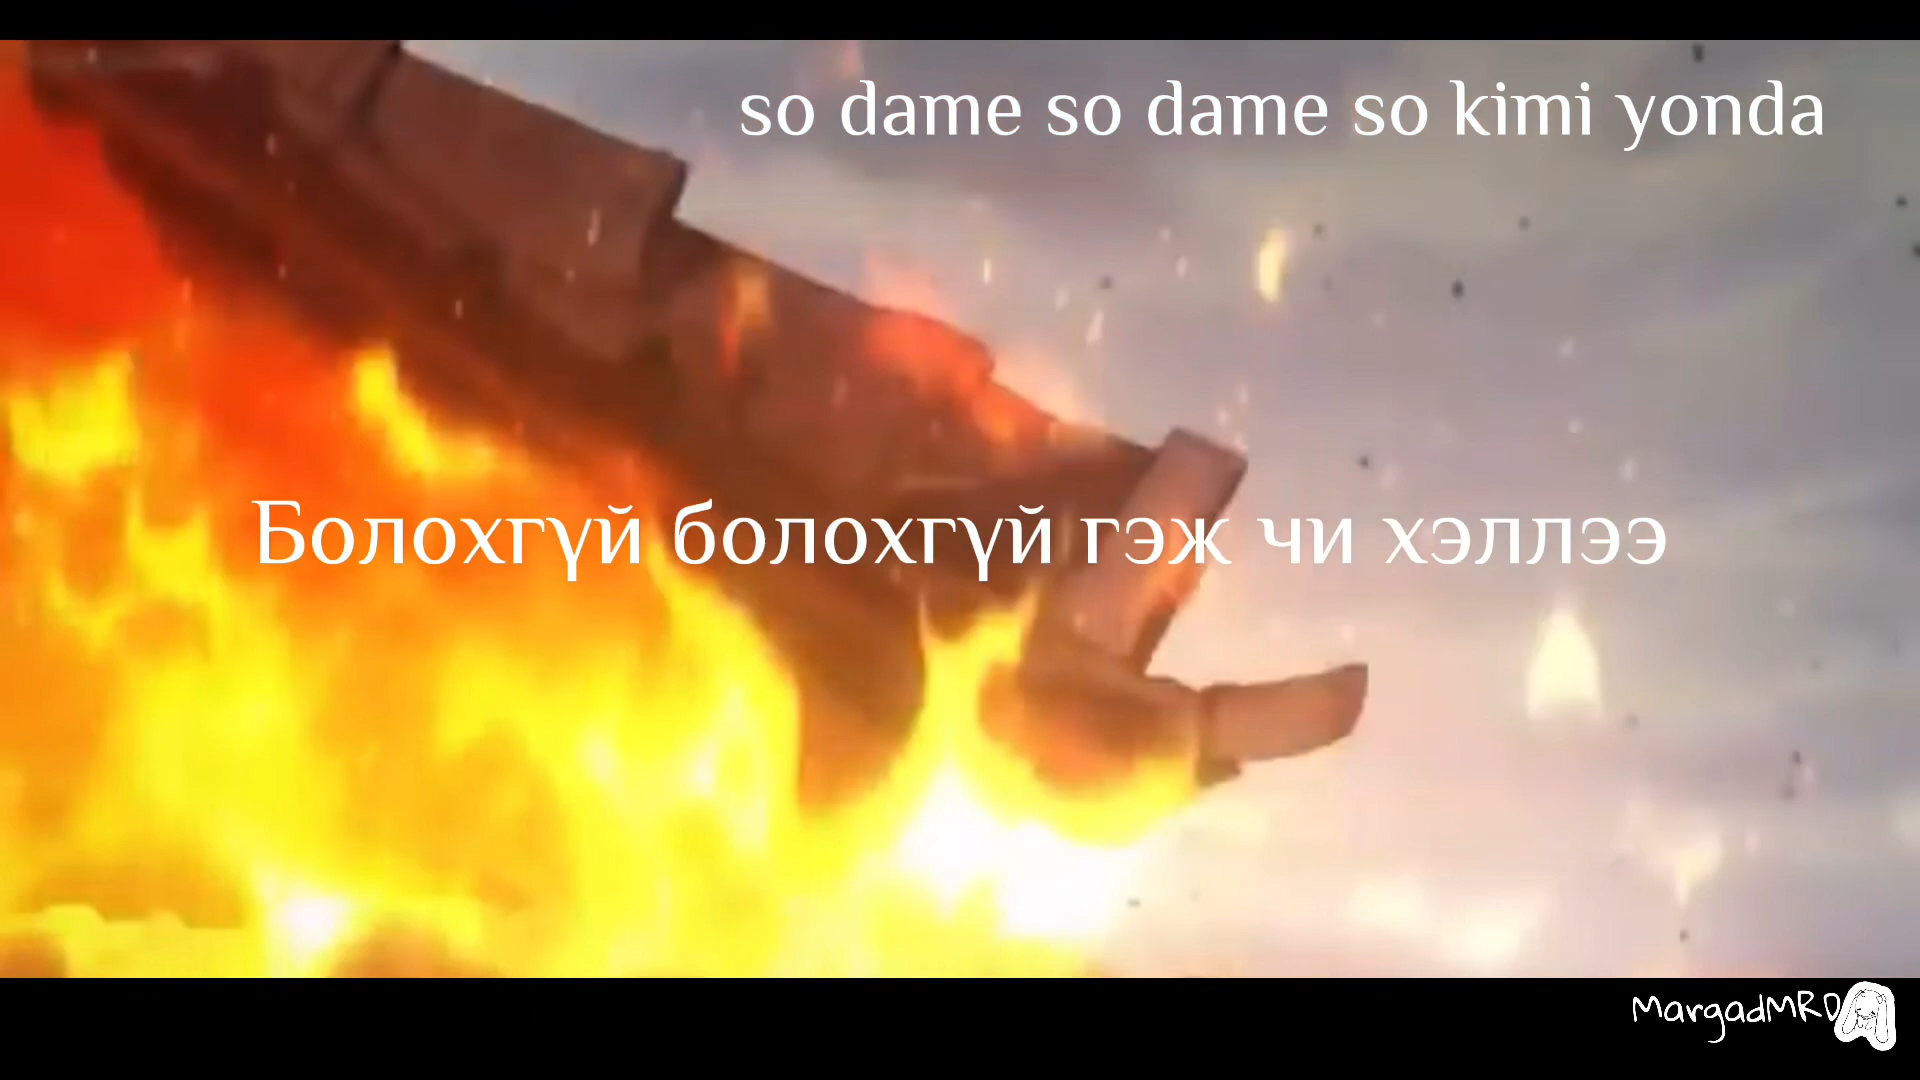 so dame so dame so kimi yonda
Болохгүй болохгүй гэж чи хэллээ
MargadMRD